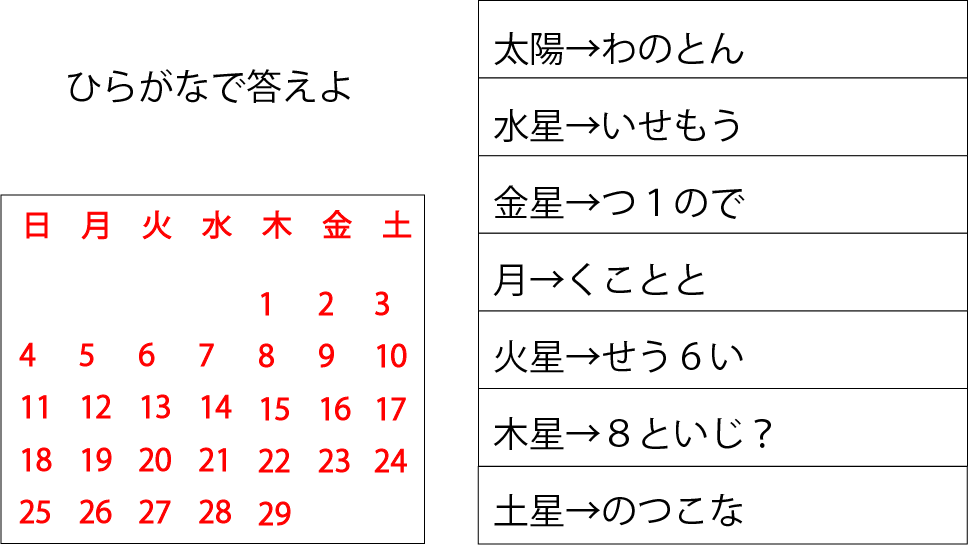 ひらがなで答えよ
日 月 火 水 木 金 土
1 2 3
4 5 6 7 8 9 10
11 12 13 14 15 16 17
18 19 20 21 22 23 24
25 26 27 28 29
太陽→わのとん
水星→いせもう
金星→つ１ので
月→くことと
火星→せう６い
木星→８といじ？
土星→のつこな